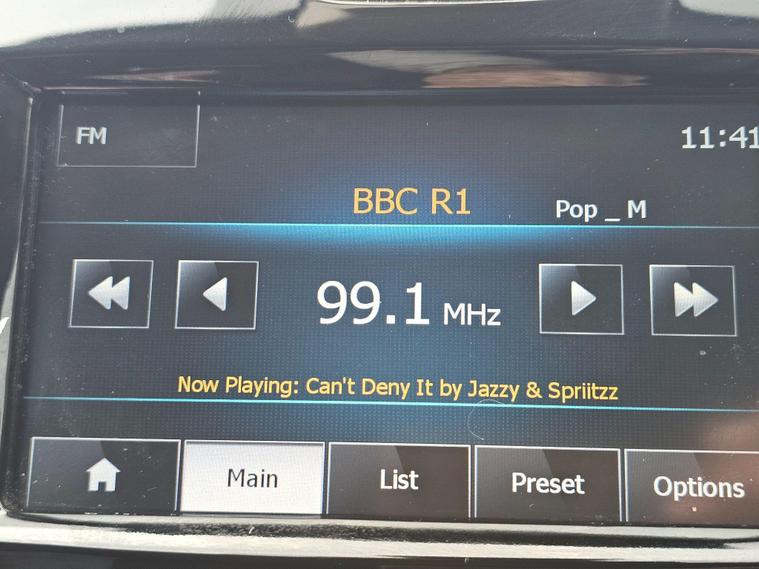 FM
11:41
BBC R1
Pop _ M
99.1 MHz
Now Playing: Can't Deny It by Jazzy & Spriitzz
Main
List
Preset
Options